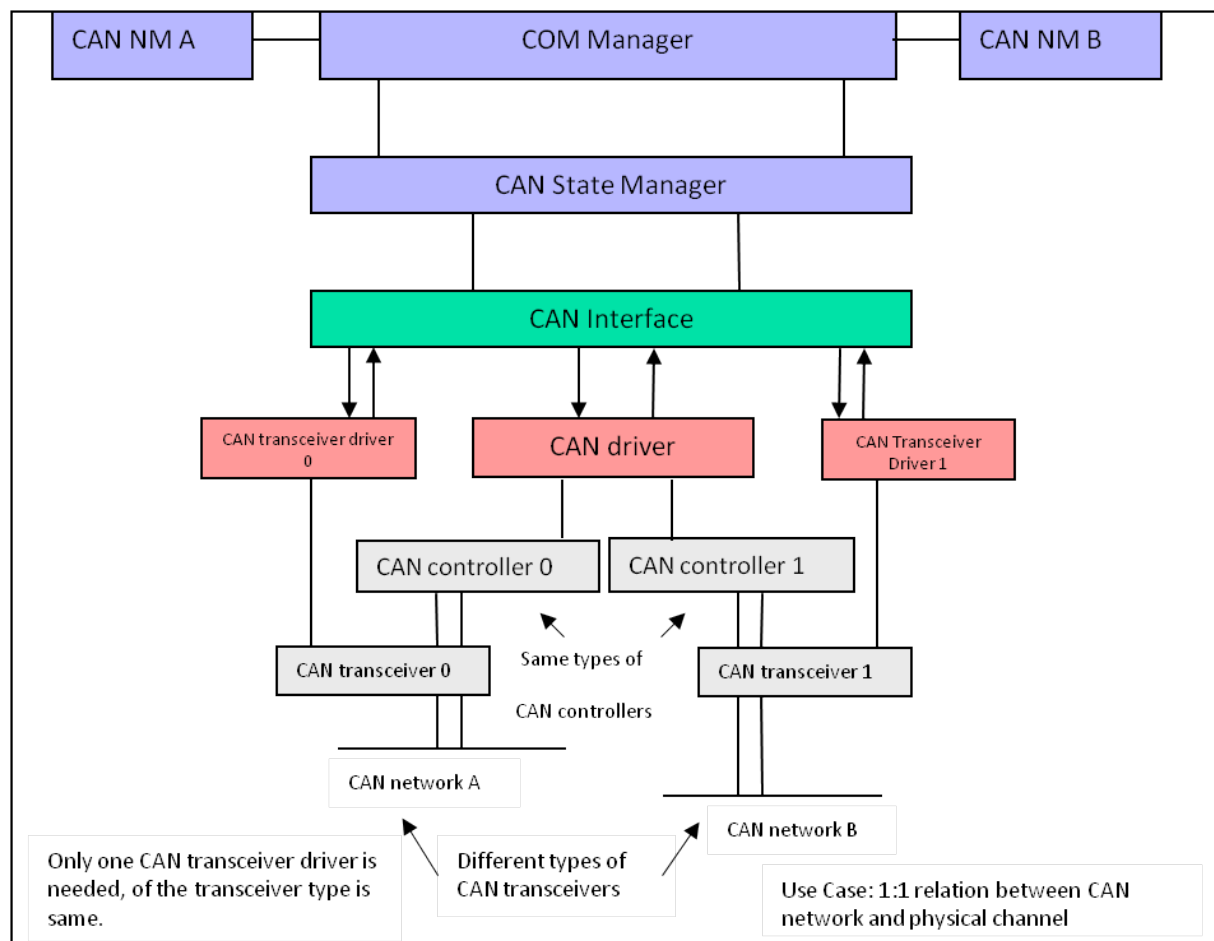 CAN NM A
COM Manager
CAN NM B
CAN State Manager
CAN Interface
CAN transceiver driver
0
CAN driver
CAN Transceiver
Driver 1
CAN controller 0
CAN controller 1
CAN transceiver 0
Same types of
CAN controllers
CAN transceiver 1
CAN network A
CAN network B
Only one CAN transceiver driver is
needed, of the transceiver type is
same.
Different types of
CAN transceivers
Use Case: 1:1 relation between CAN
network and physical channel